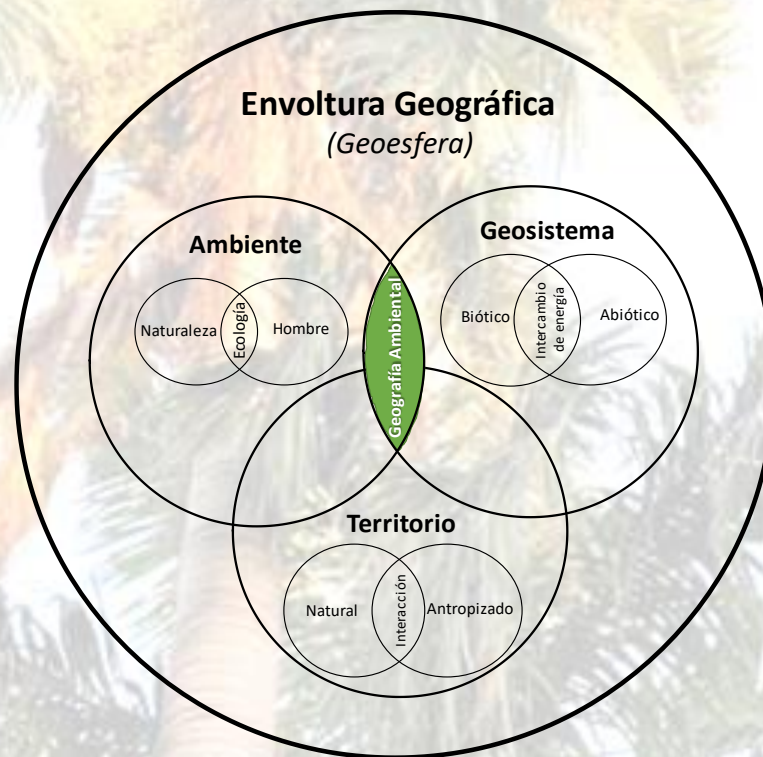 Envoltura Geográfica
(Geoesfera)
Ambiente
Naturaleza
Ecología
Hombre
Geosistema
Biótico
Intercambio
de energía
Abiótico
Geografía Ambiental
Territorio
Natural
Interacción
Antropizado